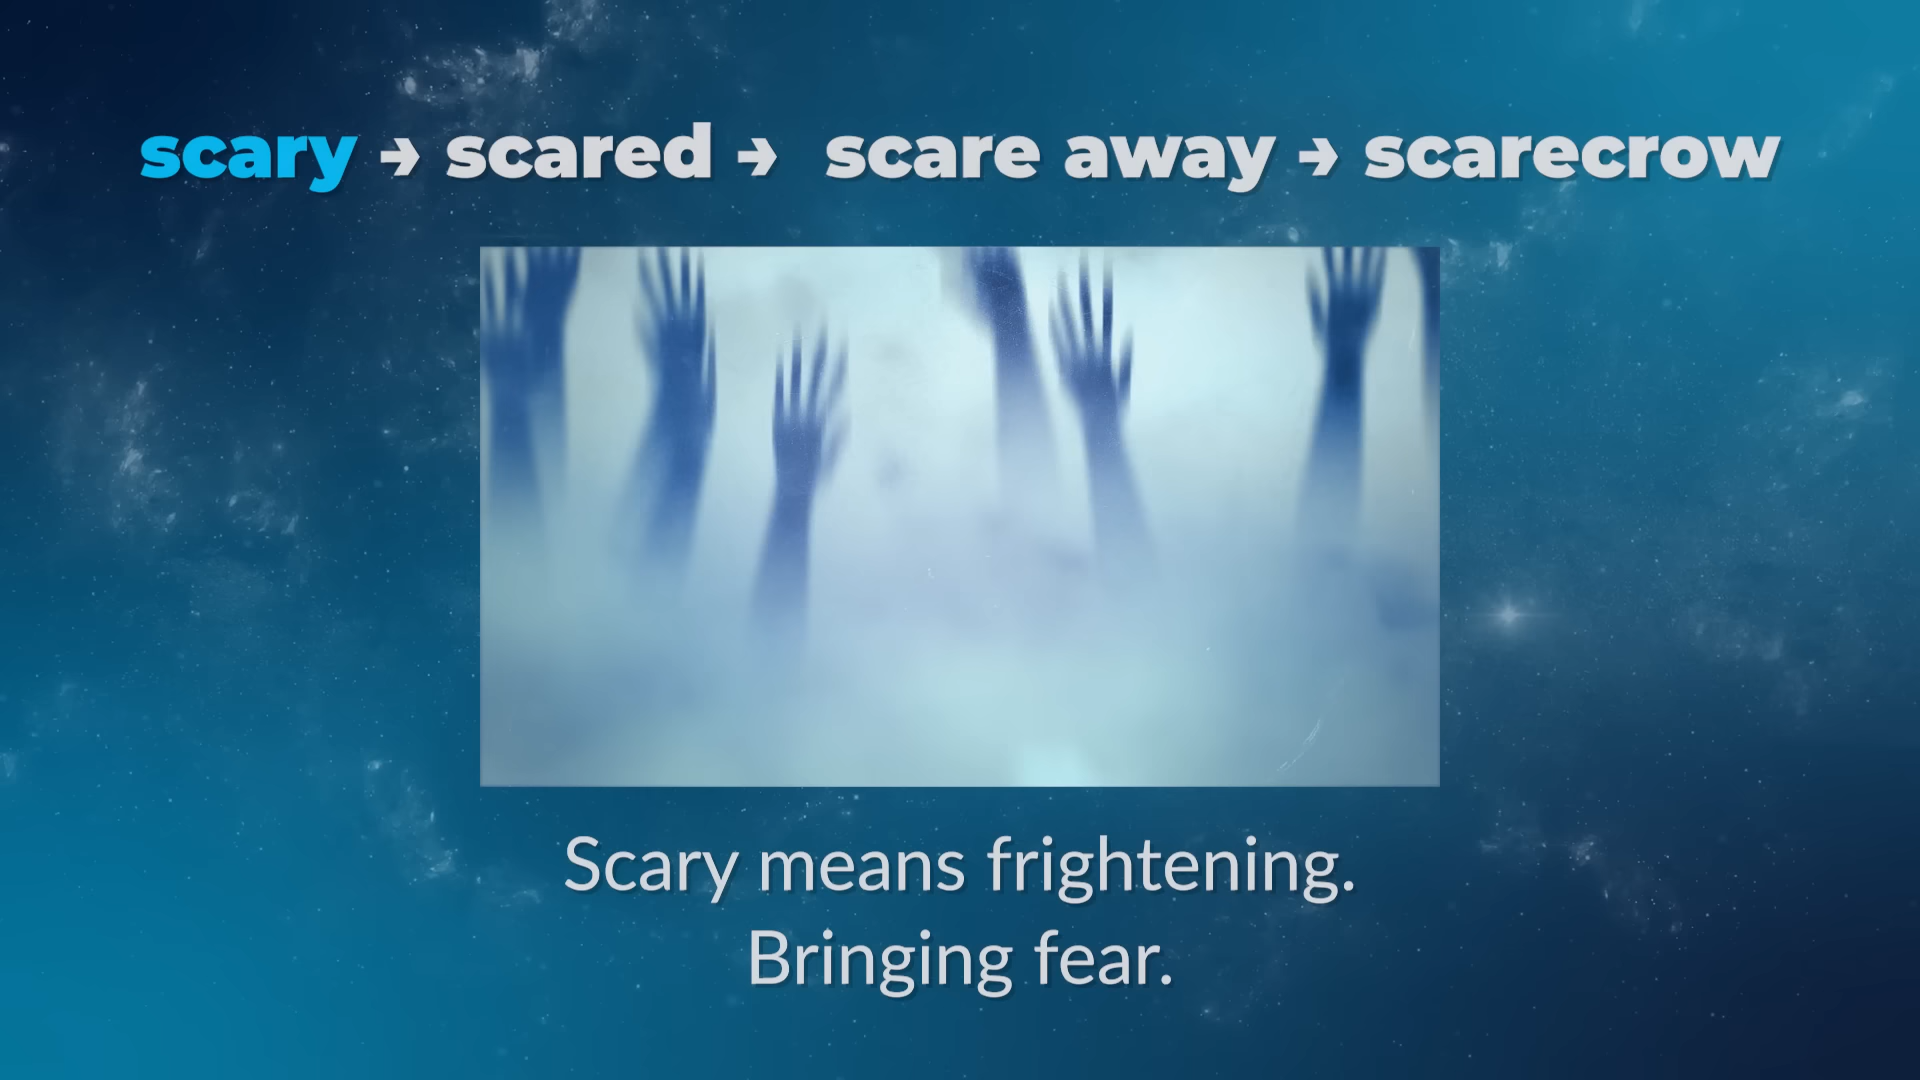 scary → scared → scare away → scarecrow
Scary means frightening.
Bringing fear.